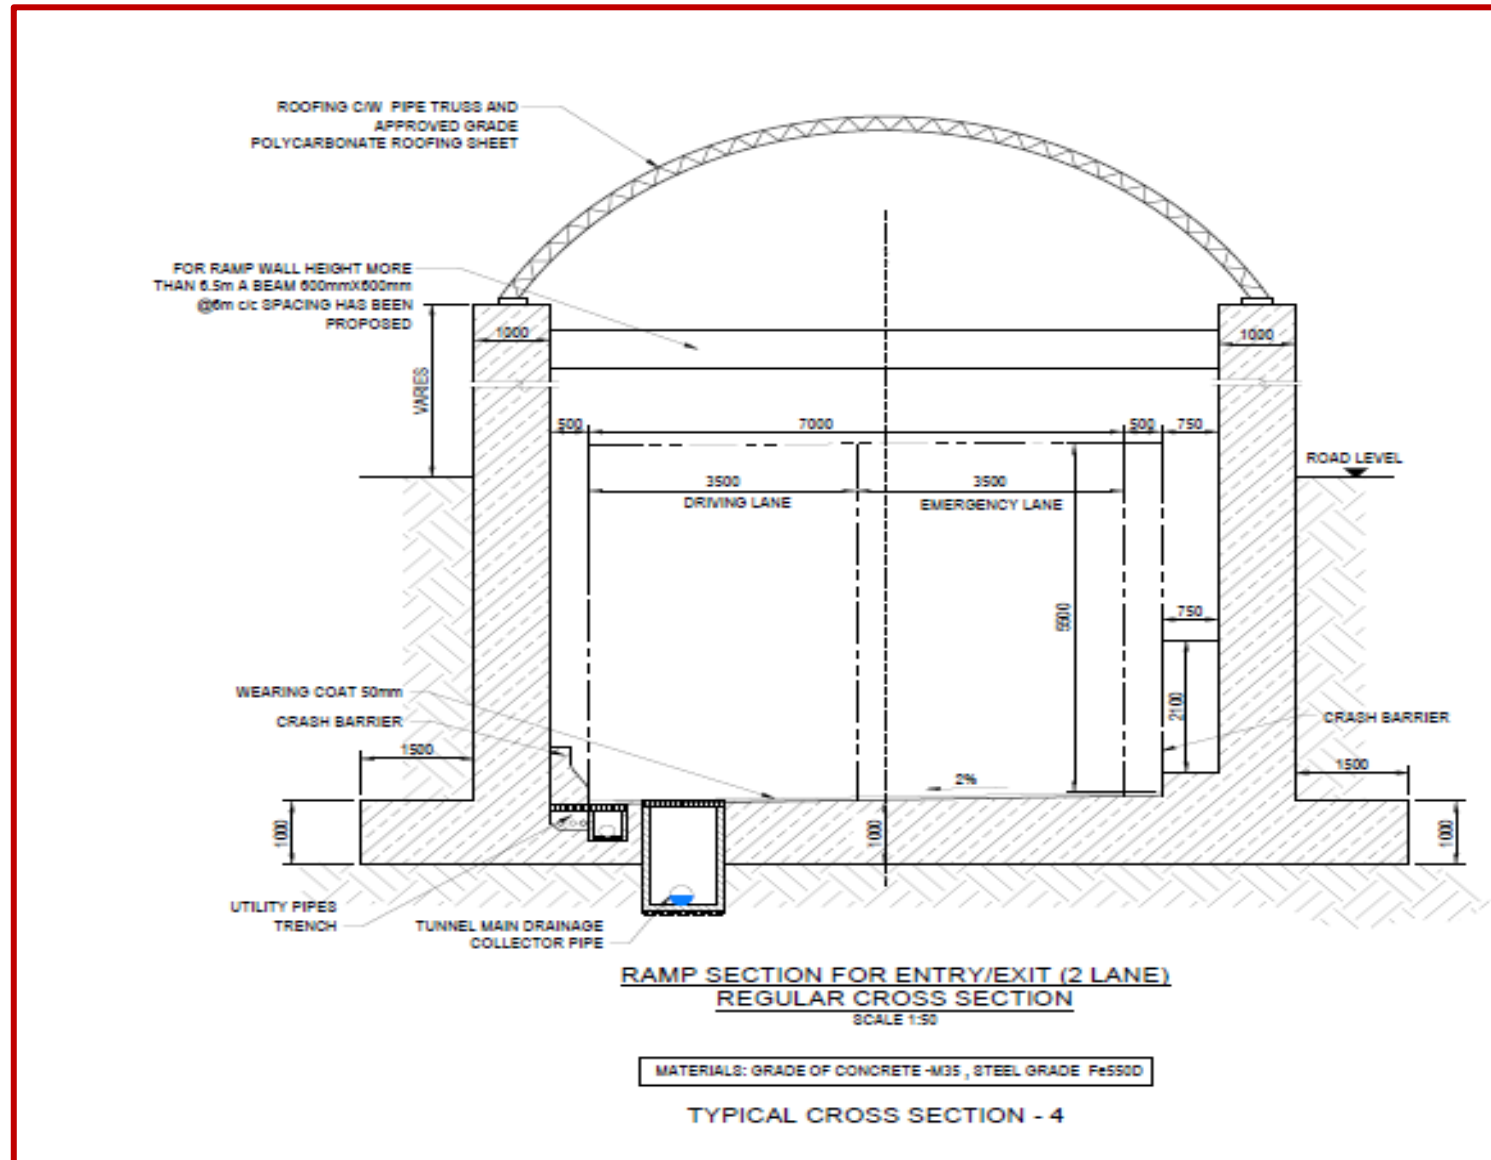 ROOFING C/W PIPE TRUSS AND
APPROVED GRADE
POLYCARBONATE ROOFING SHEET
FOR RAMP WALL HEIGHT MORE
THAN 6.5m A BEAM 600mmX600mm
@6m c/c SPACING HAS BEEN
PROPOSED
1000
1000
VARIES
500
7000
500
750
ROAD LEVEL
3500
3500
DRIVING LANE
EMERGENCY LANE
5500
750
WEARING COAT 50mm
CRASH BARRIER
2100
CRASH BARRIER
1500
2%
1500
1000
1000
1000
UTILITY PIPES
TRENCH
TUNNEL MAIN DRAINAGE
COLLECTOR PIPE
RAMP SECTION FOR ENTRY/EXIT (2 LANE)
REGULAR CROSS SECTION
SCALE 1:50
MATERIALS: GRADE OF CONCRETE -M35 , STEEL GRADE Fe550D
TYPICAL CROSS SECTION - 4